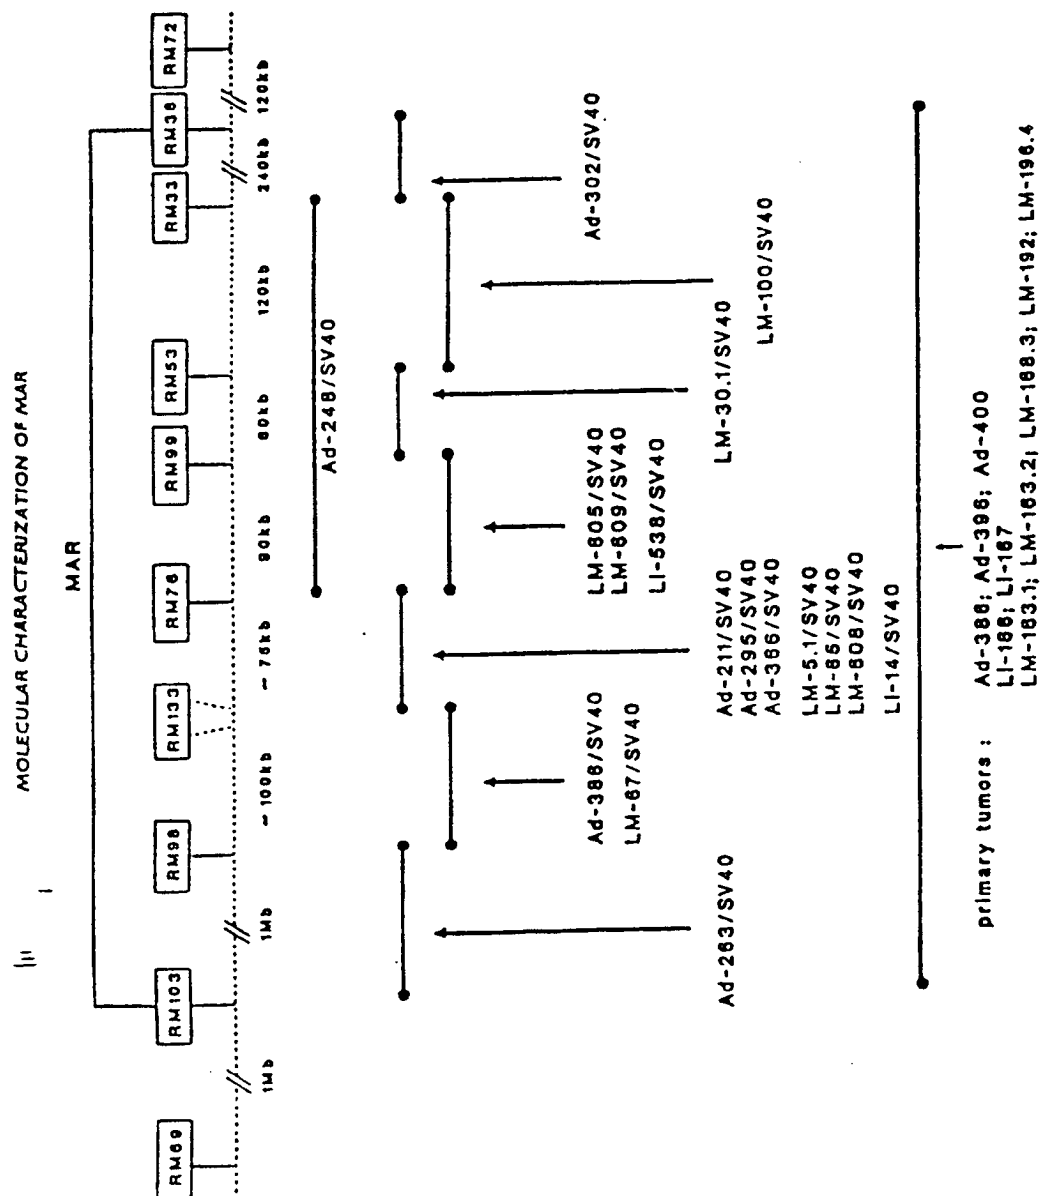 MOLECULAR CHARACTERIZATION OF MAR
MAR
RM69
RM103
RM98
RM133
RM76
RM99
RM53
RM33
RM38
RM72
1Mb
1Mb
~100kb
~75kb
90kb
60kb
120kb
240kb
120kb
Ad-248/SV40
Ad-263/SV40
Ad-386/SV40
LM-67/SV40
Ad-211/SV40
Ad-295/SV40
Ad-366/SV40
LM-5.1/SV40
LM-65/SV40
LM-608/SV40
LI-14/SV40
LM-605/SV40
LM-609/SV40
LI-538/SV40
LM-30.1/SV40
LM-100/SV40
Ad-302/SV40
primary tumors :
Ad-386; Ad-396; Ad-400
LI-166; LI-167
LM-163.1; LM-163.2; LM-168.3; LM-192; LM-196.4